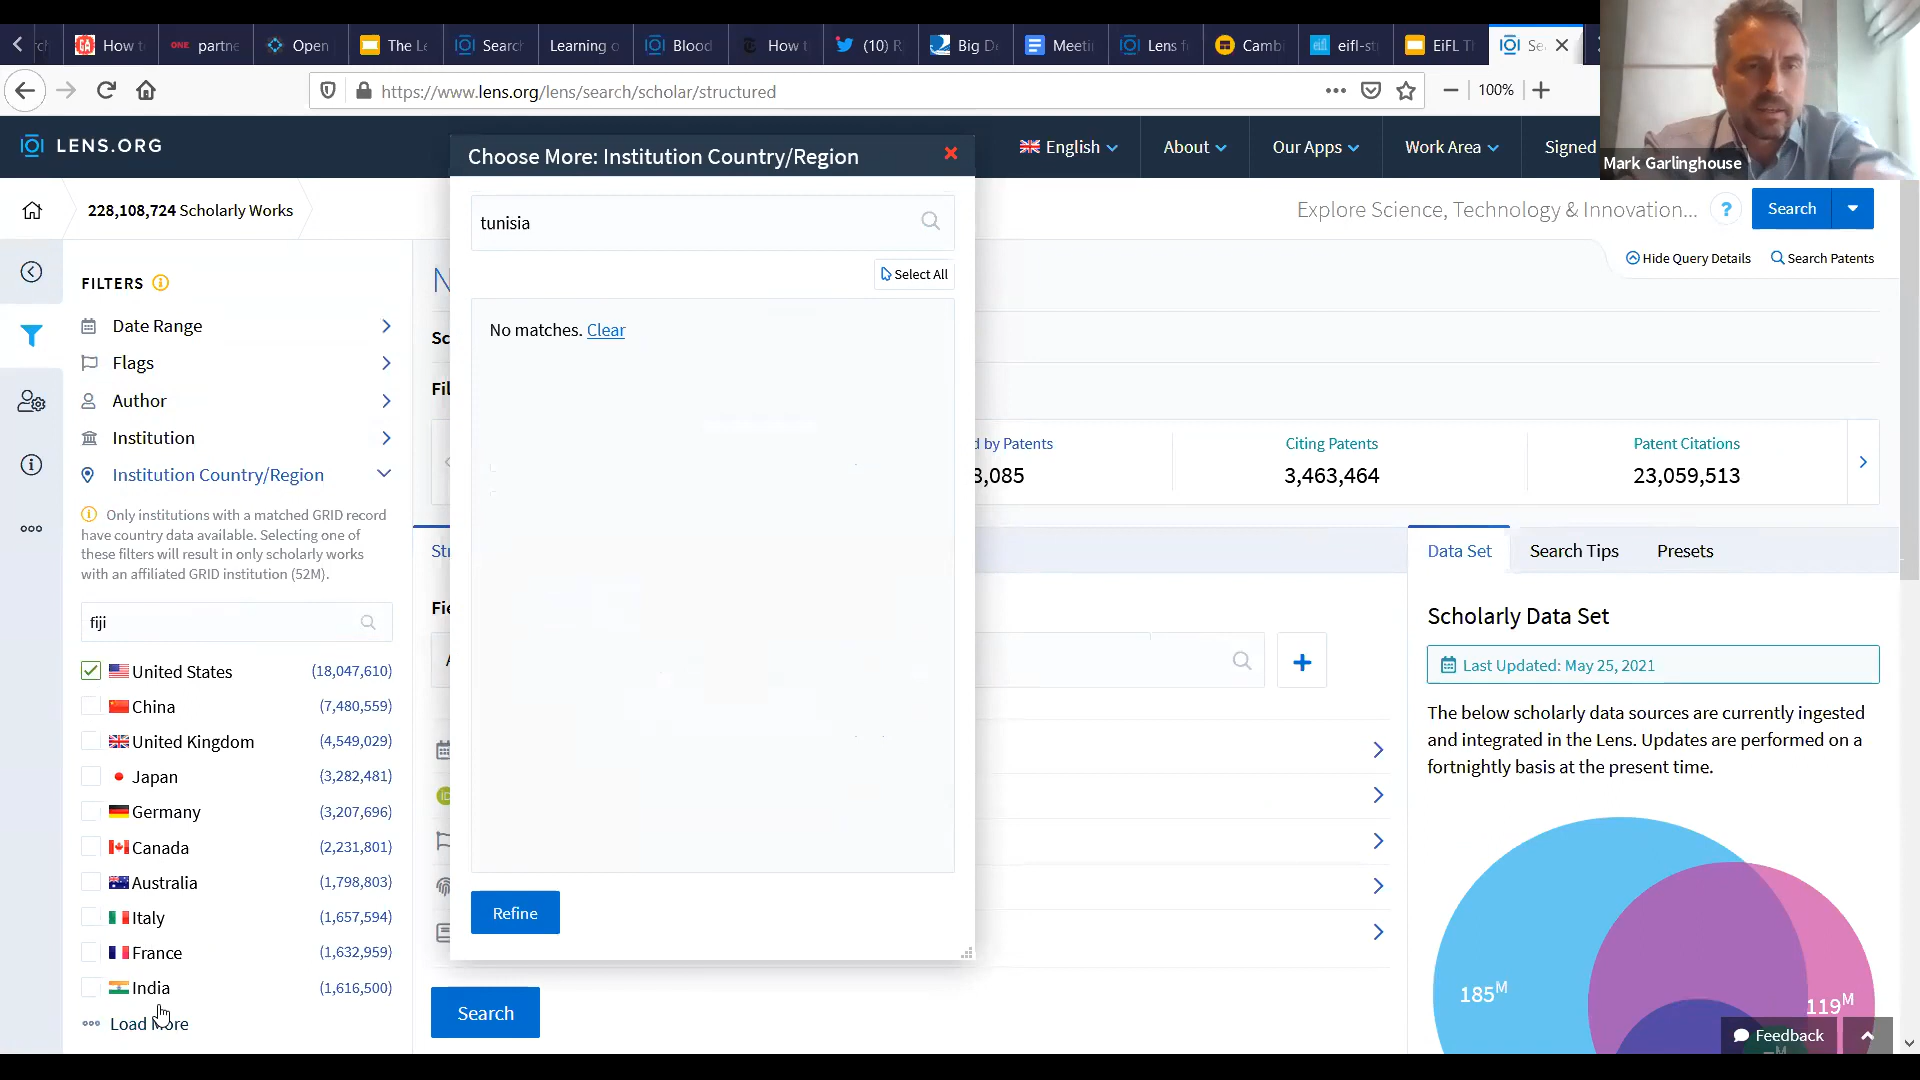 How t
ONE partne
Open
The Le
Search
Learning o
Blood
How t
(10) R
Big D
Meeti
Lens f
Camb
eifl-st
EiFL T
Se
https://www.lens.org/lens/search/scholar/structured
100%
Mark Garlinghouse
LENS.ORG
English
About
Our Apps
Work Area
Signed
228,108,724 Scholarly Works
Explore Science, Technology & Innovation...
?
Search
Hide Query Details
Search Patents
FILTERS
Date Range
Flags
Author
Institution
Institution Country/Region
Only institutions with a matched GRID record
have country data available. Selecting one of
these filters will result in only scholarly works
with an affiliated GRID institution (52M).
fiji
United States (18,047,610)
China (7,480,559)
United Kingdom (4,549,029)
Japan (3,282,481)
Germany (3,207,696)
Canada (2,231,801)
Australia (1,798,803)
Italy (1,657,594)
France (1,632,959)
India (1,616,500)
Load More
Choose More: Institution Country/Region
tunisia
Select All
No matches. Clear
Refine
N
Sc
Fil
d by Patents
3,085
Citing Patents
3,463,464
Patent Citations
23,059,513
Str
Fie
Search
Data Set
Search Tips
Presets
Scholarly Data Set
Last Updated: May 25, 2021
The below scholarly data sources are currently ingested
and integrated in the Lens. Updates are performed on a
fortnightly basis at the present time.
185M
119M
Feedback